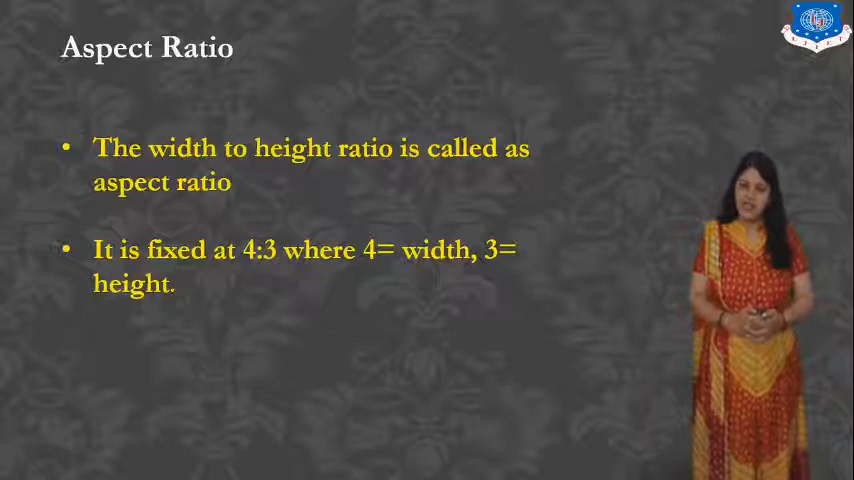 Aspect Ratio
• The width to height ratio is called as
aspect ratio
• It is fixed at 4:3 where 4= width, 3=
height.